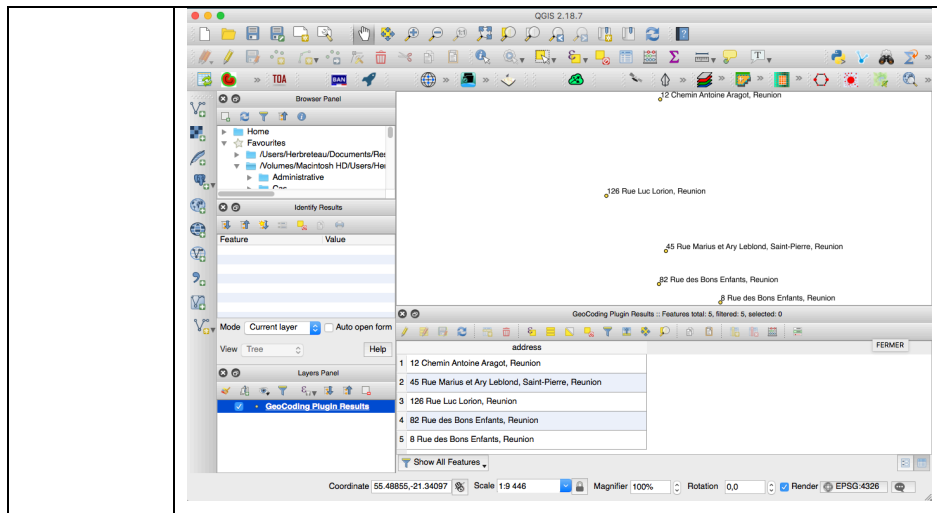 QGIS 2.18.7
TDA
BAN
Browser Panel
Home
Favourites
/Users/Herbreteau/Documents/Res
/Volumes/Macintosh HD/Users/Her
Administrative
Identify Results
Feature Value
Mode Current layer Auto open form
View Tree Help
Layers Panel
GeoCoding Plugin Results
12 Chemin Antoine Aragot, Reunion
126 Rue Luc Lorion, Reunion
45 Rue Marius et Ary Leblond, Saint-Pierre, Reunion
82 Rue des Bons Enfants, Reunion
8 Rue des Bons Enfants, Reunion
GeoCoding Plugin Results :: Features total: 5, filtered: 5, selected: 0
FERMER
address
1 12 Chemin Antoine Aragot, Reunion
2 45 Rue Marius et Ary Leblond, Saint-Pierre, Reunion
3 126 Rue Luc Lorion, Reunion
4 82 Rue des Bons Enfants, Reunion
5 8 Rue des Bons Enfants, Reunion
Show All Features
Coordinate 55.48855,-21.34097 Scale 1:9 446 Magnifier 100% Rotation 0,0 Render EPSG:4326